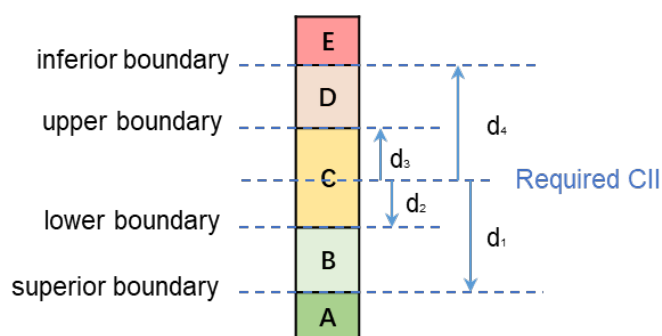 E
inferior boundary
D
upper boundary
d₄
d₃
C
Required CII
d₂
lower boundary
d₁
B
superior boundary
A